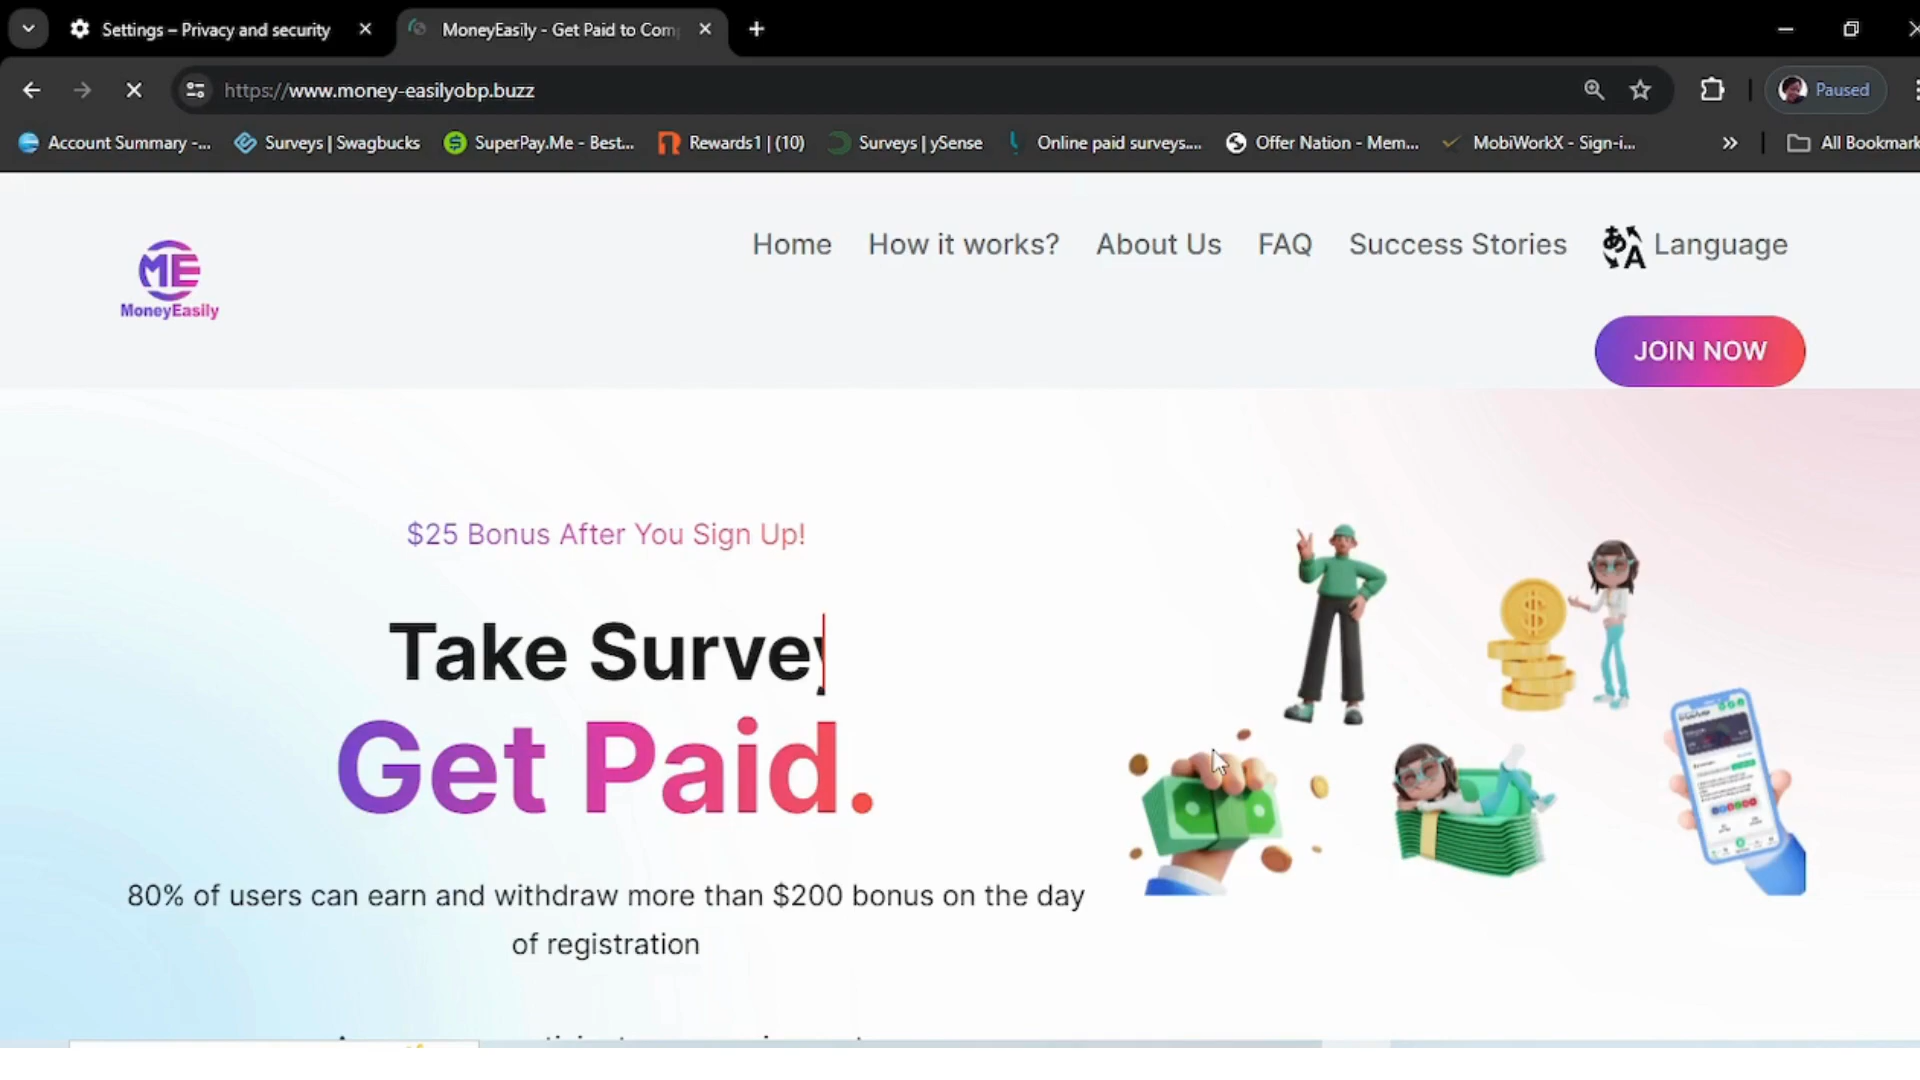 Settings – Privacy and security
MoneyEasily - Get Paid to Com
https://www.money-easilyobp.buzz
Paused
Account Summary -...
Surveys | Swagbucks
SuperPay.Me - Best...
Rewards1 | (10)
Surveys | ySense
Online paid surveys....
Offer Nation - Mem...
MobiWorkX - Sign-i...
All Bookmark
Home
How it works?
About Us
FAQ
Success Stories
Language
ME
MoneyEasily
JOIN NOW
$25 Bonus After You Sign Up!
Take Survey
Get Paid.
80% of users can earn and withdraw more than $200 bonus on the day
of registration